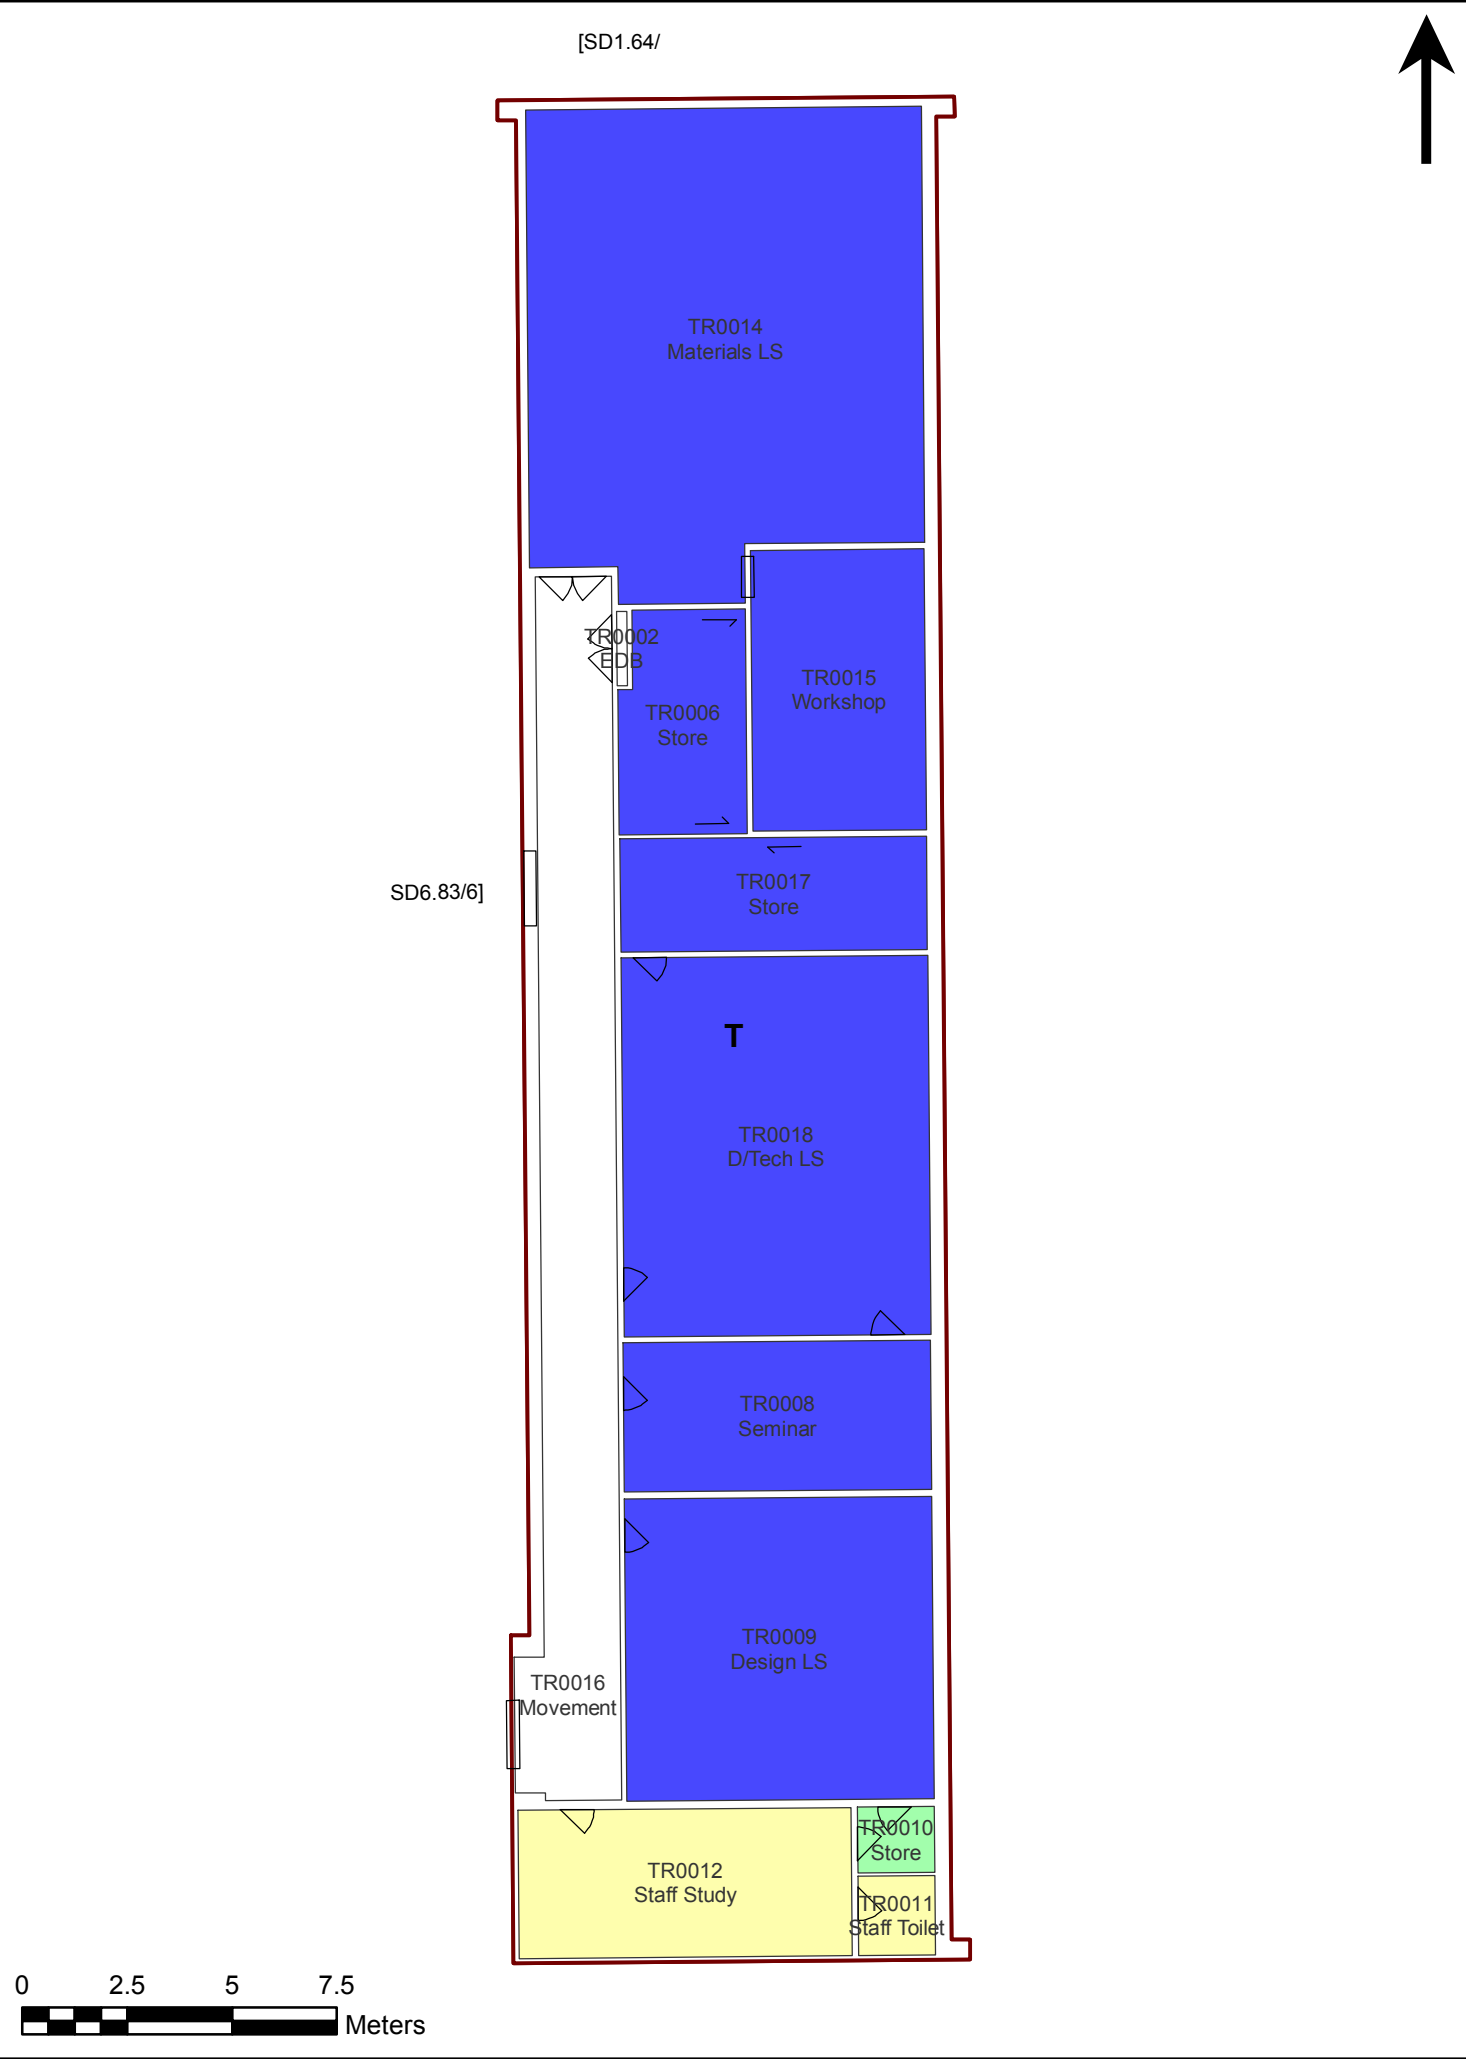 [SD1.64/
TR0014
Materials LS
TR0002
EDB
TR0015
Workshop
TR0006
Store
TR0017
Store
SD6.83/6]
T
TR0018
D/Tech LS
TR0008
Seminar
TR0009
Design LS
TR0016
Movement
TR0010
Store
TR0012
Staff Study
TR0011
Staff Toilet
0 2.5 5 7.5
Meters